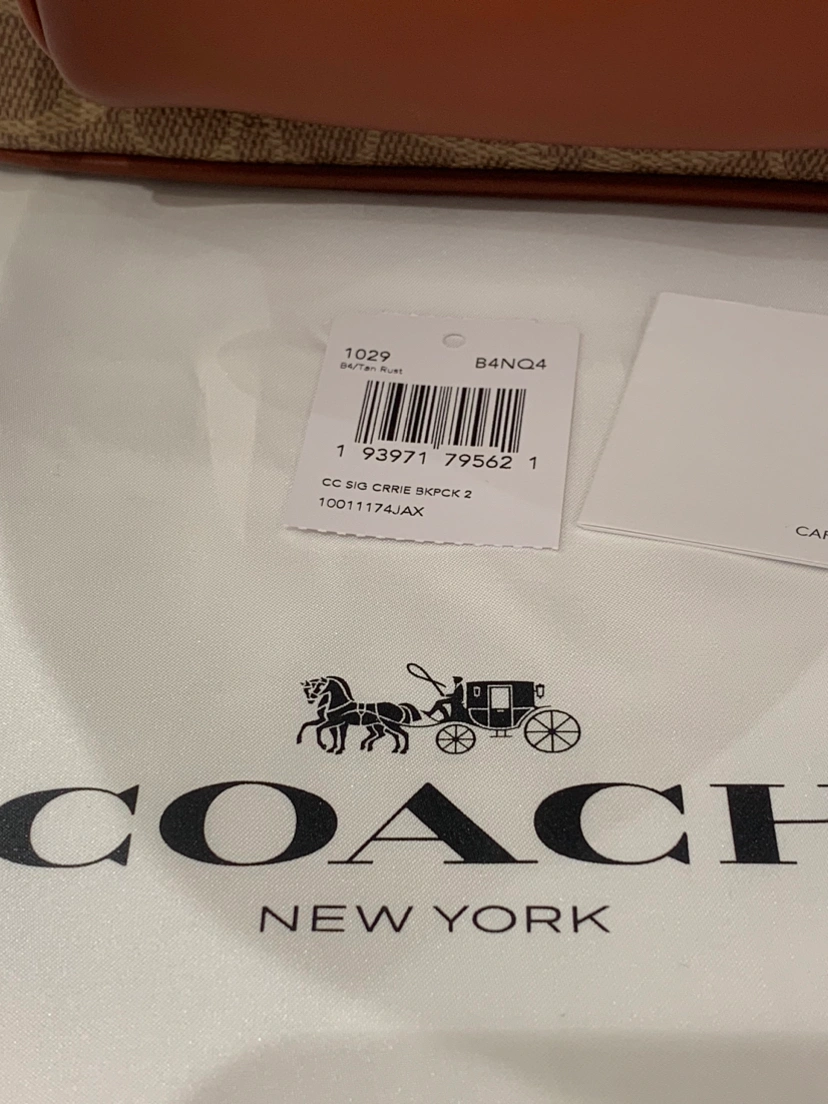 1029
B4NQ4
B4/Tan Rust
1 93971 79562 1
CC SIG CRRIE BKPCK 2
10011174JAX
CAR
COACH
NEW YORK